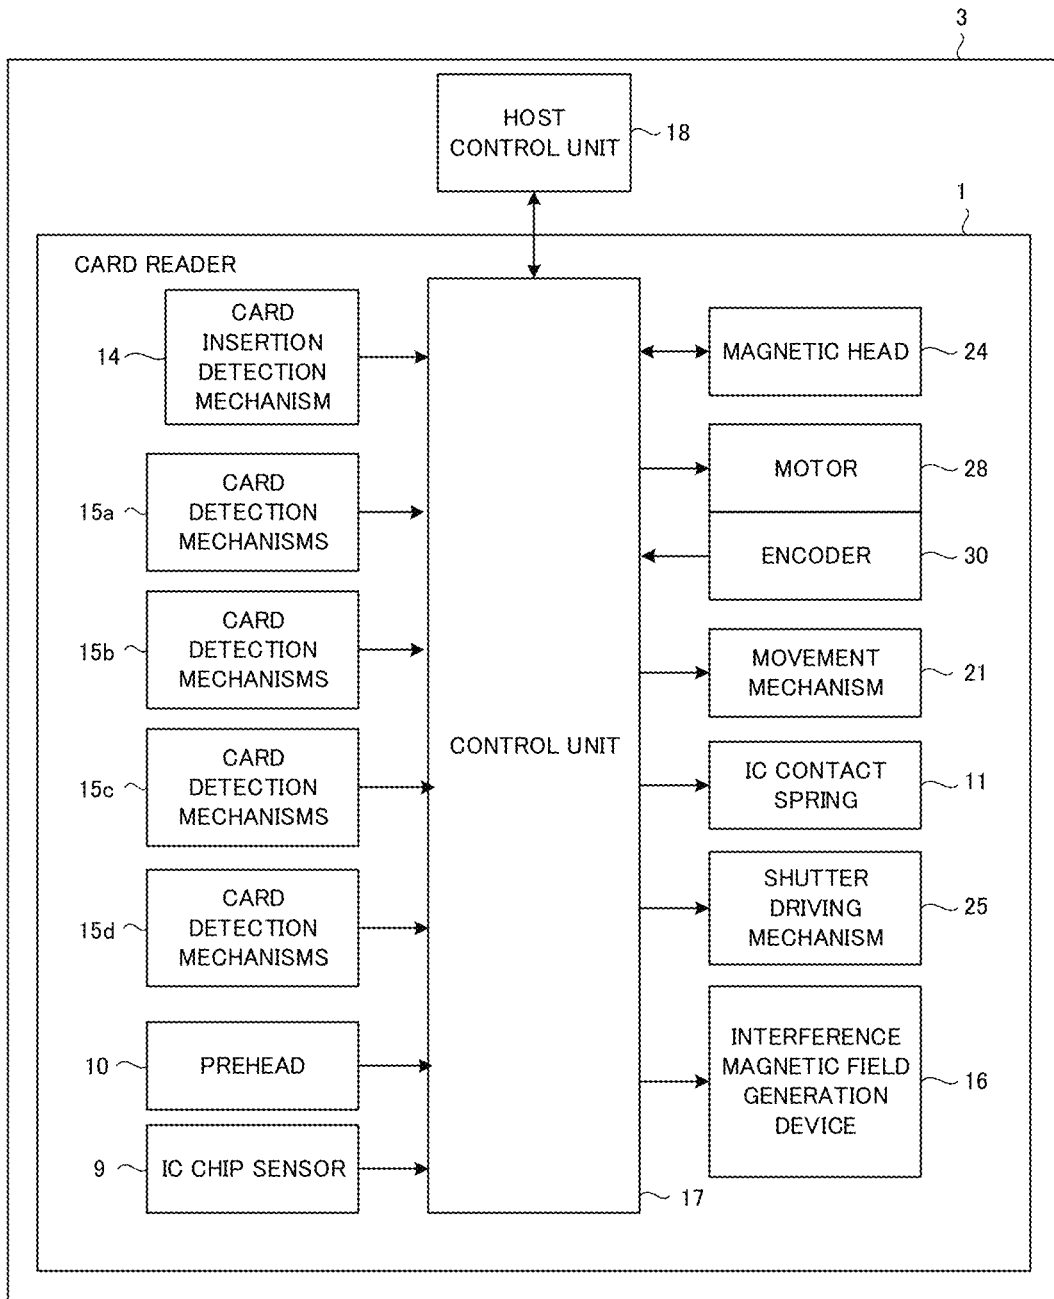 3
HOST
CONTROL UNIT
18
1
CARD READER
CARD
INSERTION
DETECTION
MECHANISM
14
CARD
DETECTION
MECHANISMS
15a
CARD
DETECTION
MECHANISMS
15b
CARD
DETECTION
MECHANISMS
15c
CARD
DETECTION
MECHANISMS
15d
PREHEAD
10
IC CHIP SENSOR
9
CONTROL UNIT
17
MAGNETIC HEAD
24
MOTOR
28
ENCODER
30
MOVEMENT
MECHANISM
21
IC CONTACT
SPRING
11
SHUTTER
DRIVING
MECHANISM
25
INTERFERENCE
MAGNETIC FIELD
GENERATION
DEVICE
16